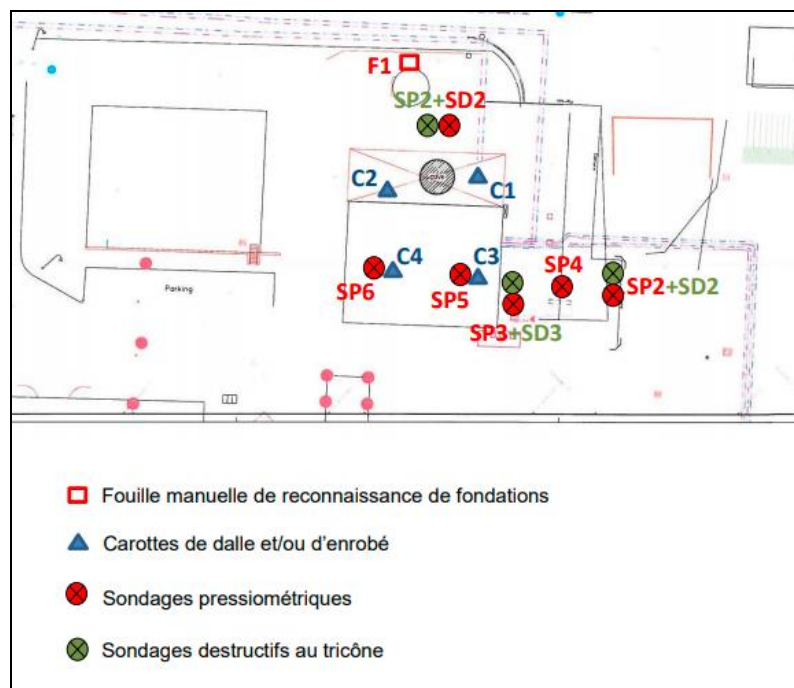 F1
SP2+SD2
C2
C1
C4
C3
SP4
SP6
SP5
SP2+SD2
SP3+SD3
Parking
Fouille manuelle de reconnaissance de fondations
Carottes de dalle et/ou d'enrobé
Sondages pressiométriques
Sondages destructifs au tricône